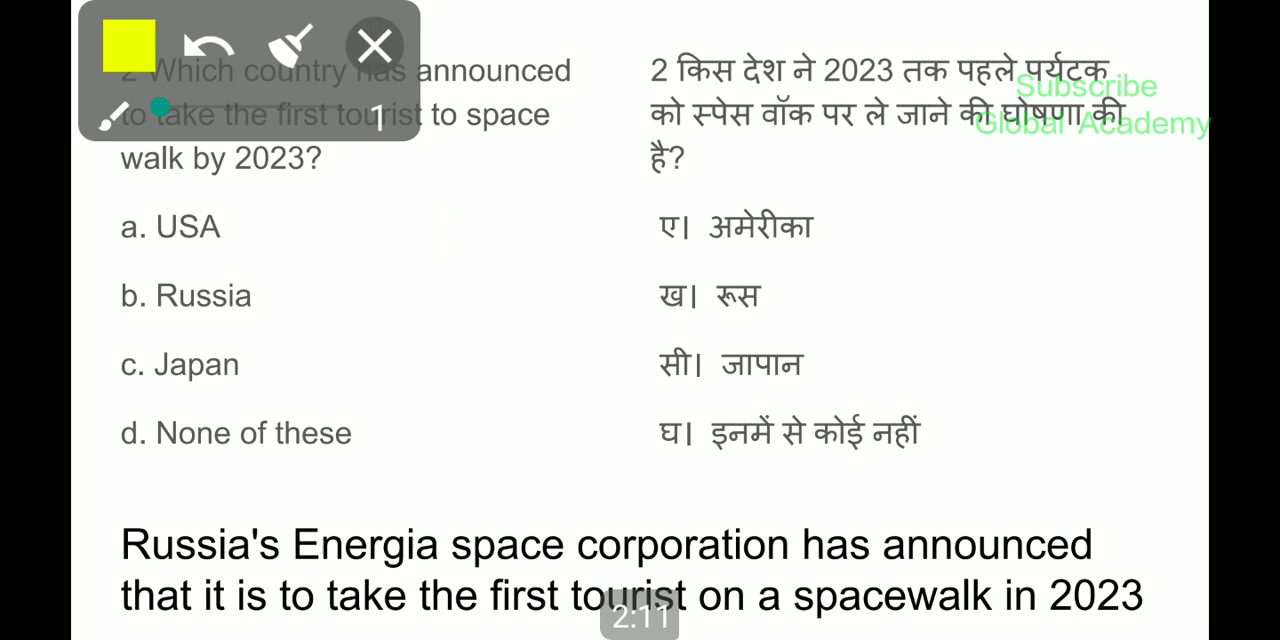 2 Which country has announced
to take the first tourist to space
walk by 2023?
a. USA
b. Russia
c. Japan
d. None of these
2 किस देश ने 2023 तक पहले पर्यटक
को स्पेस वॉक पर ले जाने की घोषणा की
है?
ए। अमेरीका
ख। रूस
सी। जापान
घ। इनमें से कोई नहीं
Subscribe
Global Academy
1
Russia's Energia space corporation has announced
that it is to take the first tourist on a spacewalk in 2023
2:11